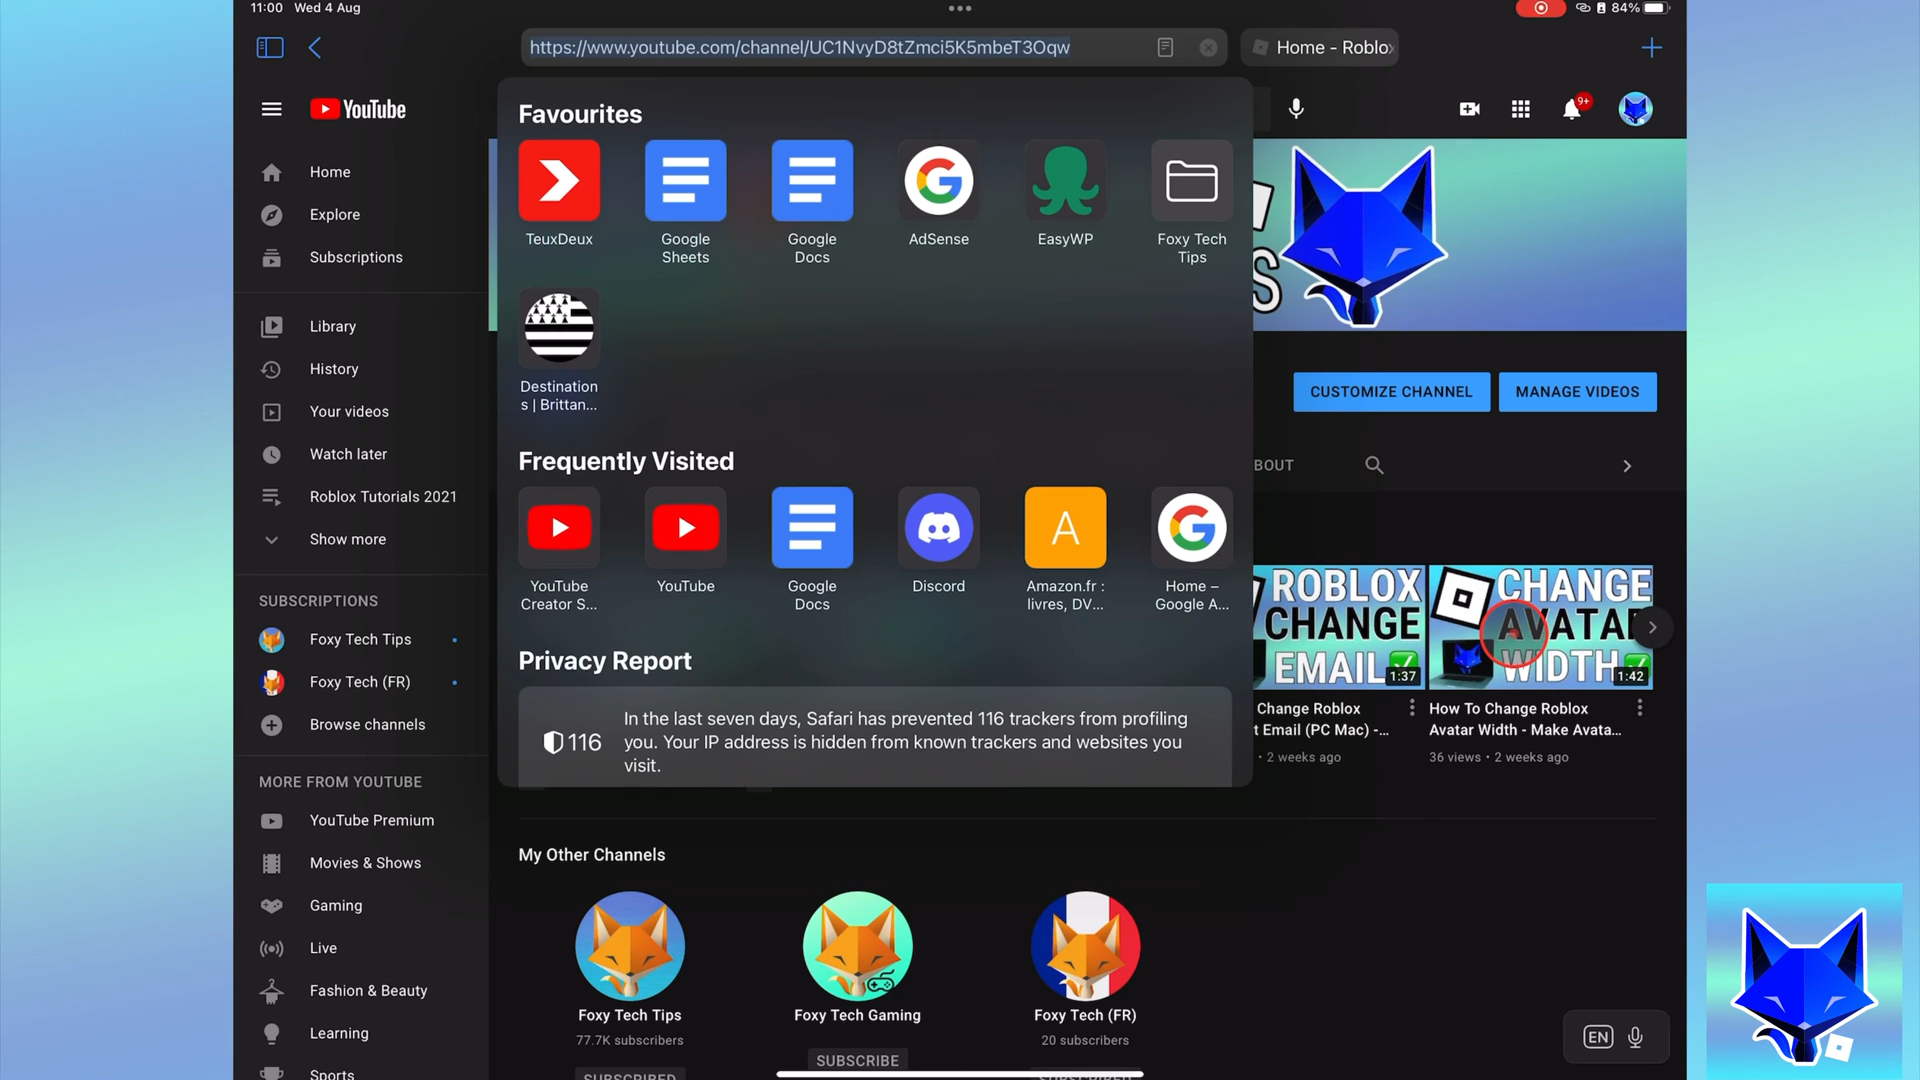 11:00 Wed 4 Aug
84%
https://www.youtube.com/channel/UC1NvyD8tZmci5K5mbeT3Oqw
Home - Roblox
YouTube
9+
Home
Explore
Subscriptions
Library
History
Your videos
Watch later
Roblox Tutorials 2021
Show more
SUBSCRIPTIONS
Foxy Tech Tips
Foxy Tech (FR)
Browse channels
MORE FROM YOUTUBE
YouTube Premium
Movies & Shows
Gaming
Live
Fashion & Beauty
Learning
Sports
Favourites
TeuxDeux
Google
Sheets
Google
Docs
AdSense
EasyWP
Foxy Tech
Tips
Destination
s | Brittan...
Frequently Visited
YouTube
Creator S...
YouTube
Google
Docs
Discord
A
Amazon.fr :
livres, DV...
Home –
Google A...
Privacy Report
116
In the last seven days, Safari has prevented 116 trackers from profiling
you. Your IP address is hidden from known trackers and websites you
visit.
S
CUSTOMIZE CHANNEL
MANAGE VIDEOS
BOUT
ROBLOX
CHANGE
EMAIL
1:37
Change Roblox
t Email (PC Mac) -...
• 2 weeks ago
CHANGE
AVATAR
WIDTH
1:42
How To Change Roblox
Avatar Width - Make Avata...
36 views • 2 weeks ago
My Other Channels
Foxy Tech Tips
77.7K subscribers
SUBSCRIBED
Foxy Tech Gaming
SUBSCRIBE
Foxy Tech (FR)
20 subscribers
SUBSCRIBED
EN